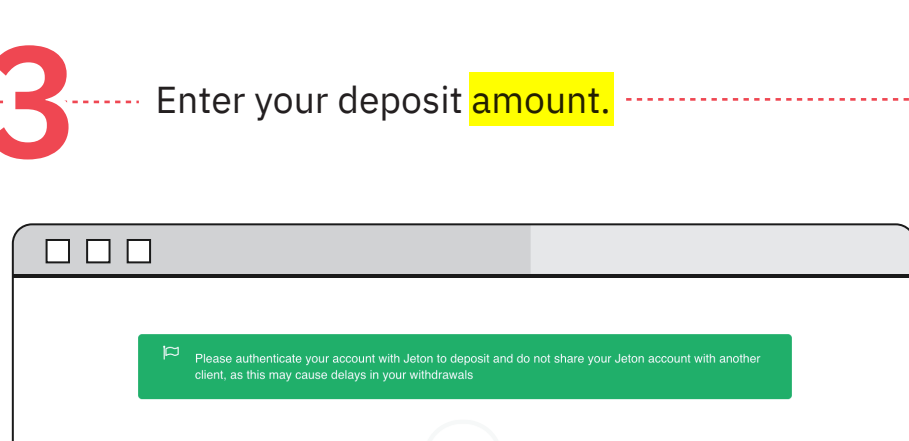 3
Enter your deposit amount.
Please authenticate your account with Jeton to deposit and do not share your Jeton account with another
client, as this may cause delays in your withdrawals